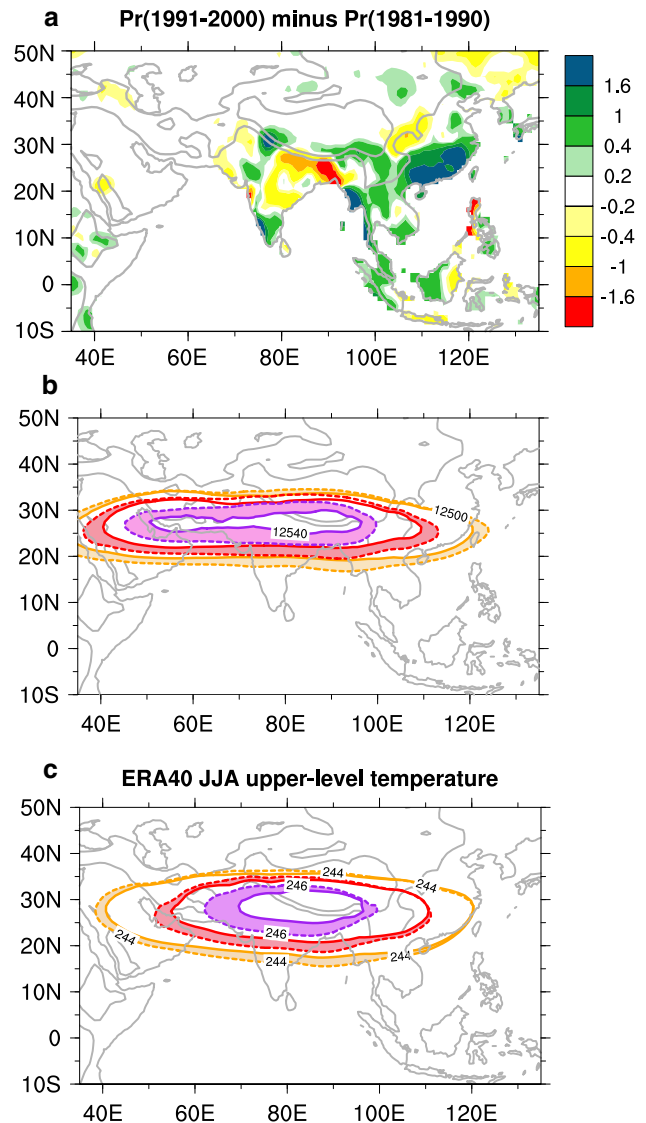 a Pr(1991-2000) minus Pr(1981-1990)
50N
40N
30N
20N
10N
0
10S
40E 60E 80E 100E 120E
1.6
1
0.4
0.2
-0.2
-0.4
-1
-1.6
b
50N
40N
30N
20N
10N
0
10S
12500
12540
40E 60E 80E 100E 120E
c ERA40 JJA upper-level temperature
50N
40N
30N
20N
10N
0
10S
244
246
244
246
244
244
244
40E 60E 80E 100E 120E